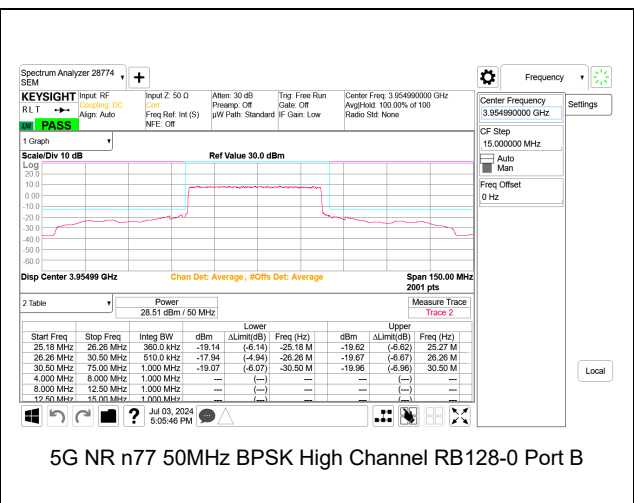 Spectrum Analyzer 28774
SEM
Frequency
KEYSIGHT Input: RF Input Z: 50 Ω Atten: 30 dB Trig: Free Run Center Freq: 3.954990000 GHz
RLT Coupling: DC Corr Preamp: Off Gate: Off Avg|Hold: 100.00% of 100
Align: Auto Freq Ref: Int (S) µW Path: Standard IF Gain: Low Radio Std: None
LXI PASS NFE: Off
Center Frequency
3.954990000 GHz
Settings
CF Step
15.000000 MHz
Auto
Man
Freq Offset
0 Hz
1 Graph
Scale/Div 10 dB Ref Value 30.0 dBm
Log
20.0
10.0
0.00
-10.0
-20.0
-30.0
-40.0
-50.0
-60.0
Disp Center 3.95499 GHz Chan Det: Average , #Offs Det: Average Span 150.00 MHz
2001 pts
2 Table Power Measure Trace
28.51 dBm / 50 MHz Trace 2
Lower Upper
Start Freq Stop Freq Integ BW dBm ΔLimit(dB) Freq (Hz) dBm ΔLimit(dB) Freq (Hz)
25.18 MHz 26.26 MHz 360.0 kHz -19.14 (-6.14) -25.18 M -19.62 (-6.62) 25.27 M
26.26 MHz 30.50 MHz 510.0 kHz -17.94 (-4.94) -26.26 M -19.67 (-6.67) 26.26 M
30.50 MHz 75.00 MHz 1.000 MHz -19.07 (-6.07) -30.50 M -19.96 (-6.96) 30.50 M
4.000 MHz 8.000 MHz 1.000 MHz --- (---) --- --- (---) ---
8.000 MHz 12.50 MHz 1.000 MHz --- (---) --- --- (---) ---
12.50 MHz 15.00 MHz 1.000 MHz --- (---) --- --- (---) ---
Local
? Jul 03, 2024
5:05:46 PM
5G NR n77 50MHz BPSK High Channel RB128-0 Port B